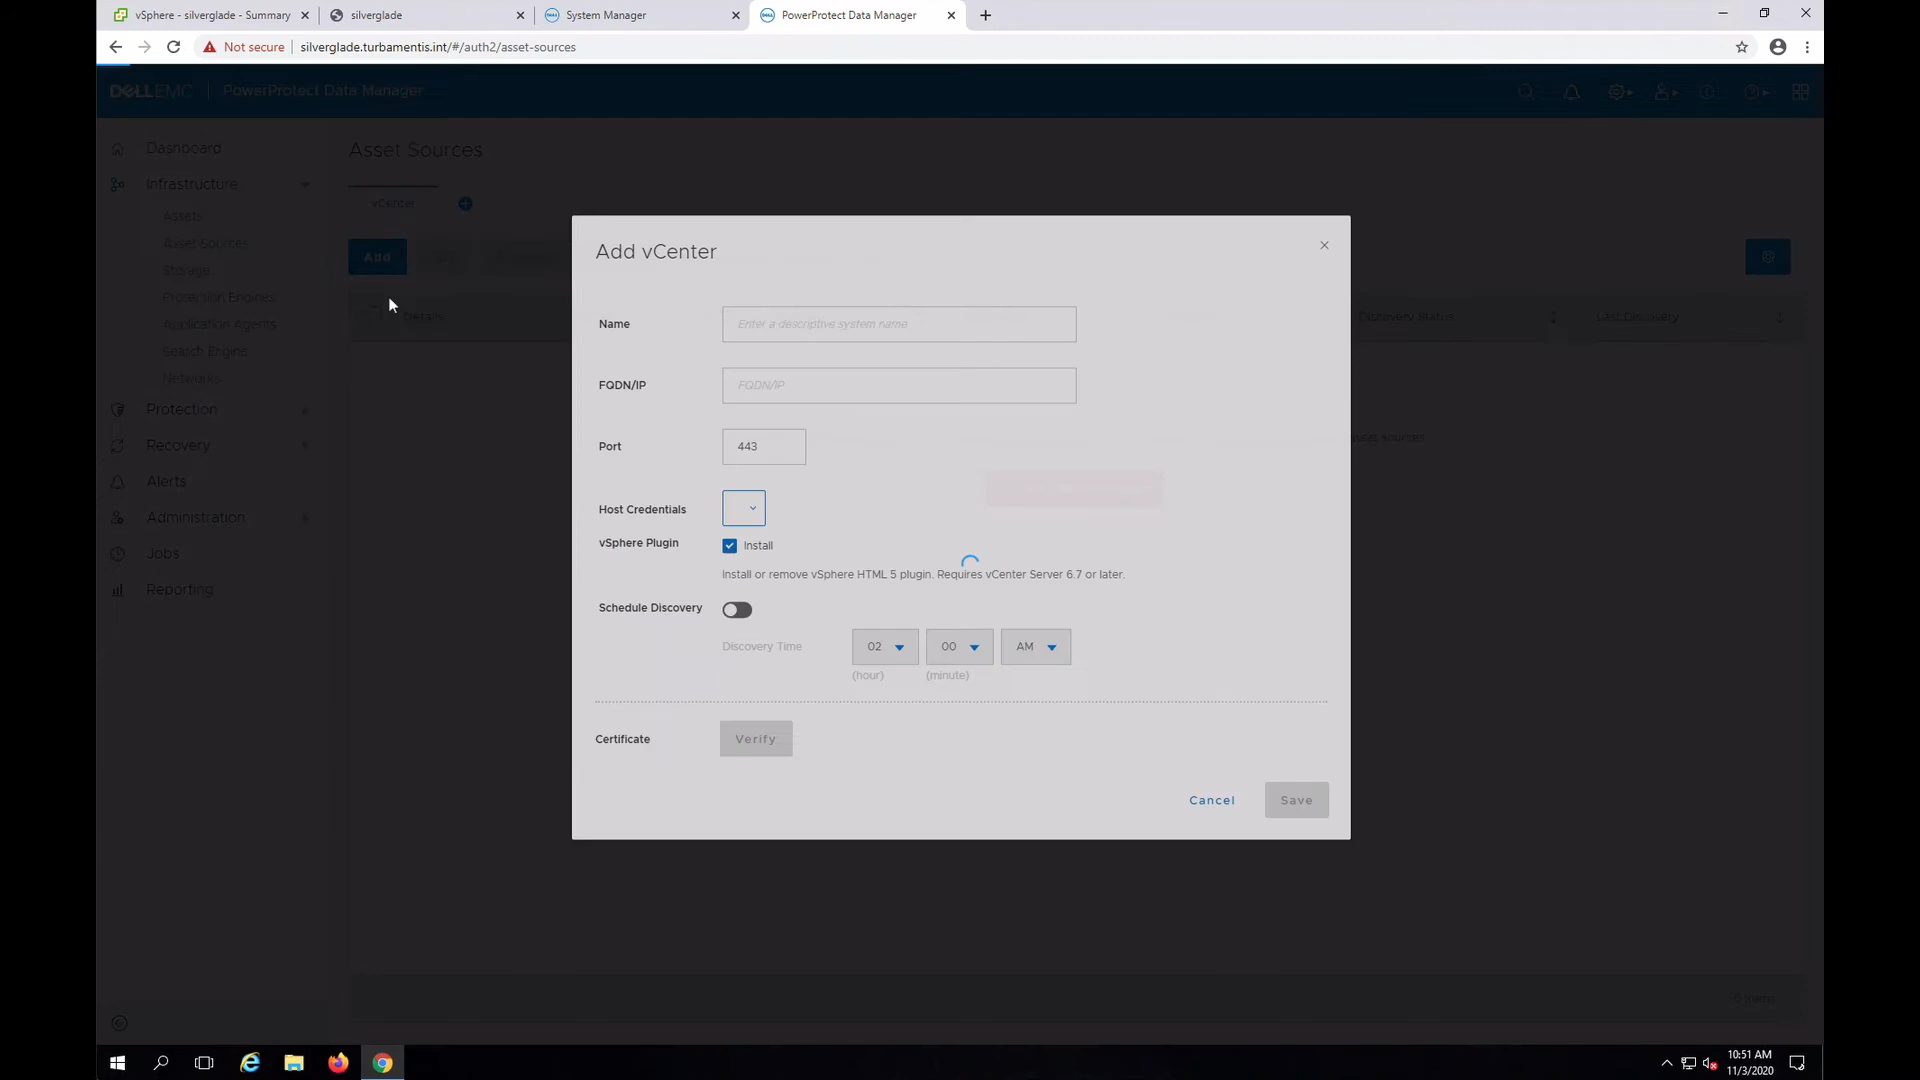 vSphere - silverglade - Summary
silverglade
System Manager
PowerProtect Data Manager
Not secure
silverglade.turbamentis.int/#/auth2/asset-sources
DELLEMC
PowerProtect Data Manager
Dashboard
Infrastructure
Assets
Asset Sources
Storage
Protection Engines
Application Agents
Search Engine
Networks
Protection
Recovery
Alerts
Administration
Jobs
Reporting
Asset Sources
vCenter
Add
Details
Discovery Status
Last Discovery
asset sources
Add vCenter
Name
Enter a descriptive system name
FQDN/IP
FQDN/IP
Port
443
Host Credentials
vSphere Plugin
Install
Install or remove vSphere HTML 5 plugin. Requires vCenter Server 6.7 or later.
Schedule Discovery
Discovery Time
02
00
AM
(hour)
(minute)
Certificate
Verify
Cancel
Save
10:51 AM
11/3/2020